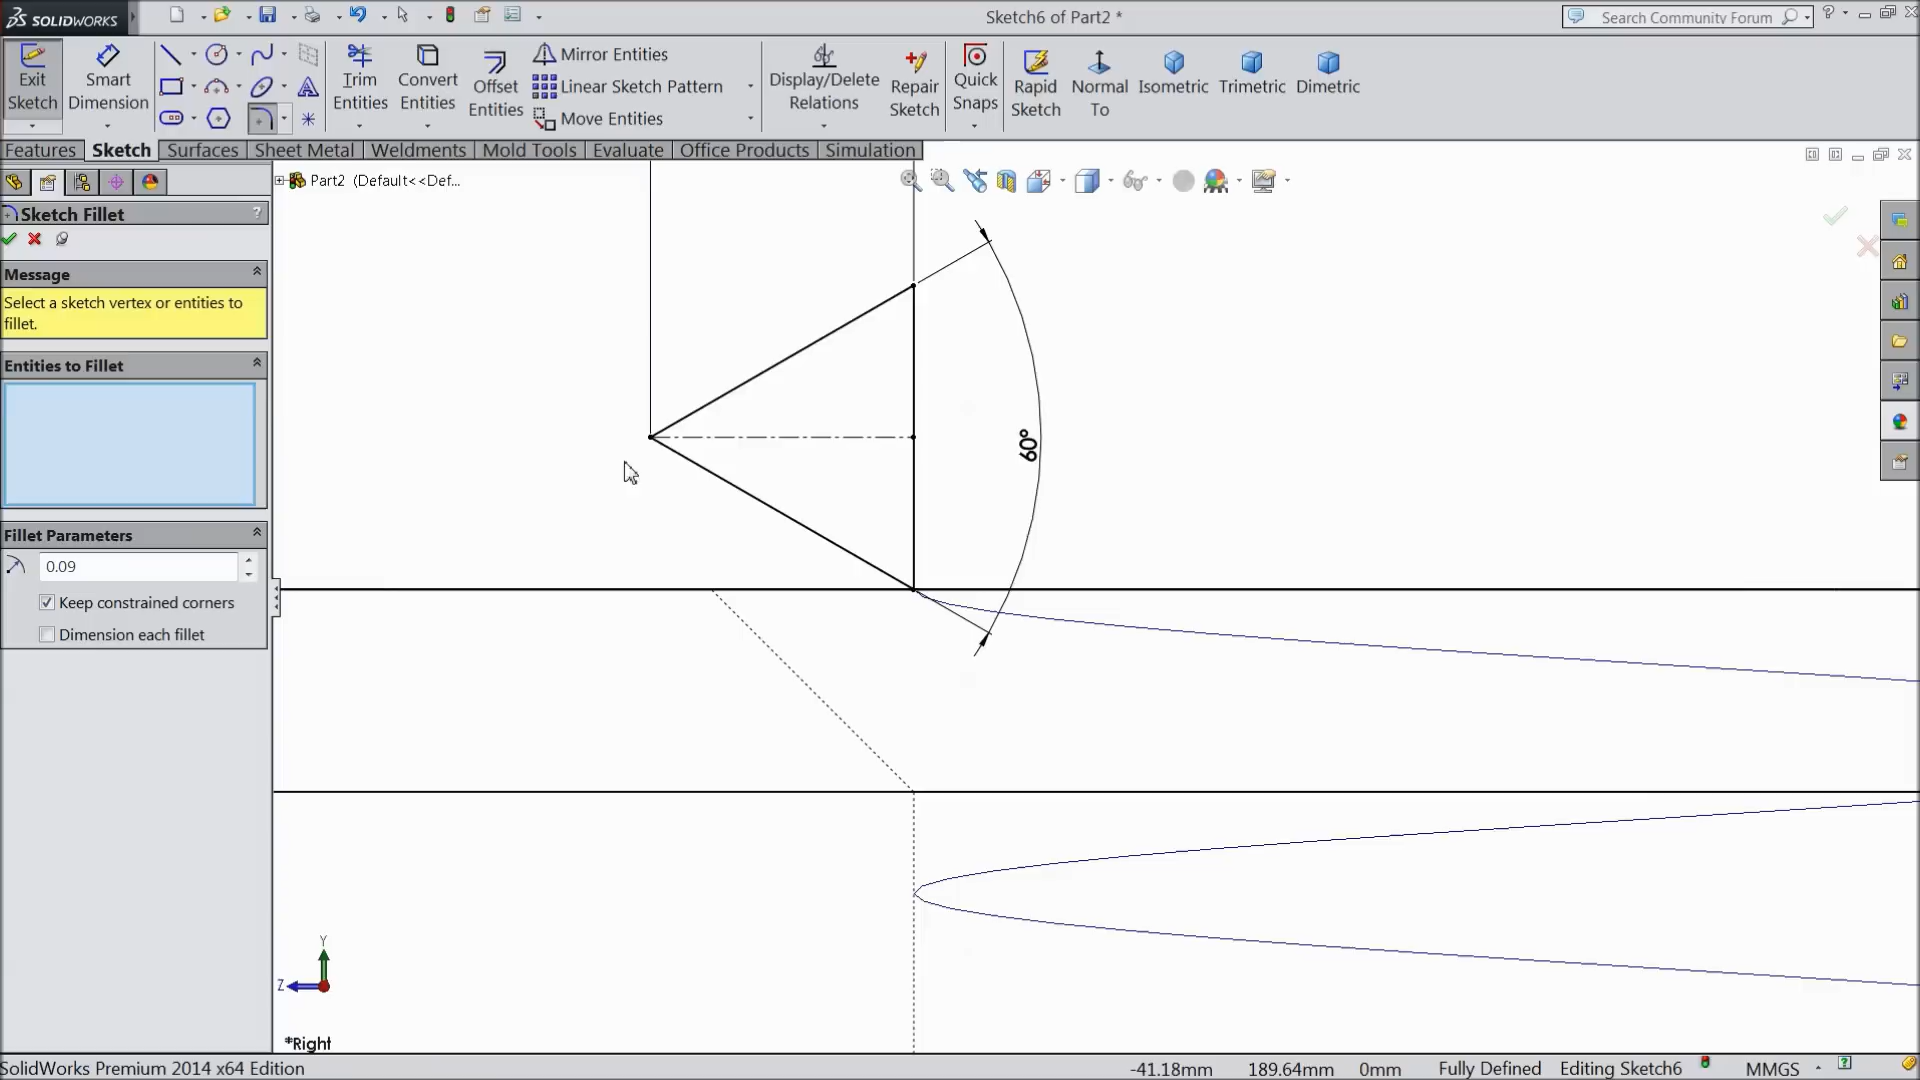 SOLIDWORKS
Sketch6 of Part2 *
Search Community Forum
Exit Sketch
Smart Dimension
Trim Entities
Convert Entities
Offset Entities
Mirror Entities
Linear Sketch Pattern
Move Entities
Display/Delete Relations
Repair Sketch
Quick Snaps
Rapid Sketch
Normal To
Isometric
Trimetric
Dimetric
Features
Sketch
Surfaces
Sheet Metal
Weldments
Mold Tools
Evaluate
Office Products
Simulation
Part2 (Default<<Def...
Sketch Fillet
?
Message
Select a sketch vertex or entities to
fillet.
Entities to Fillet
Fillet Parameters
0.09
Keep constrained corners
Dimension each fillet
60°
Y
Z
*Right
SolidWorks Premium 2014 x64 Edition
-41.18mm
189.64mm
0mm
Fully Defined
Editing Sketch6
MMGS